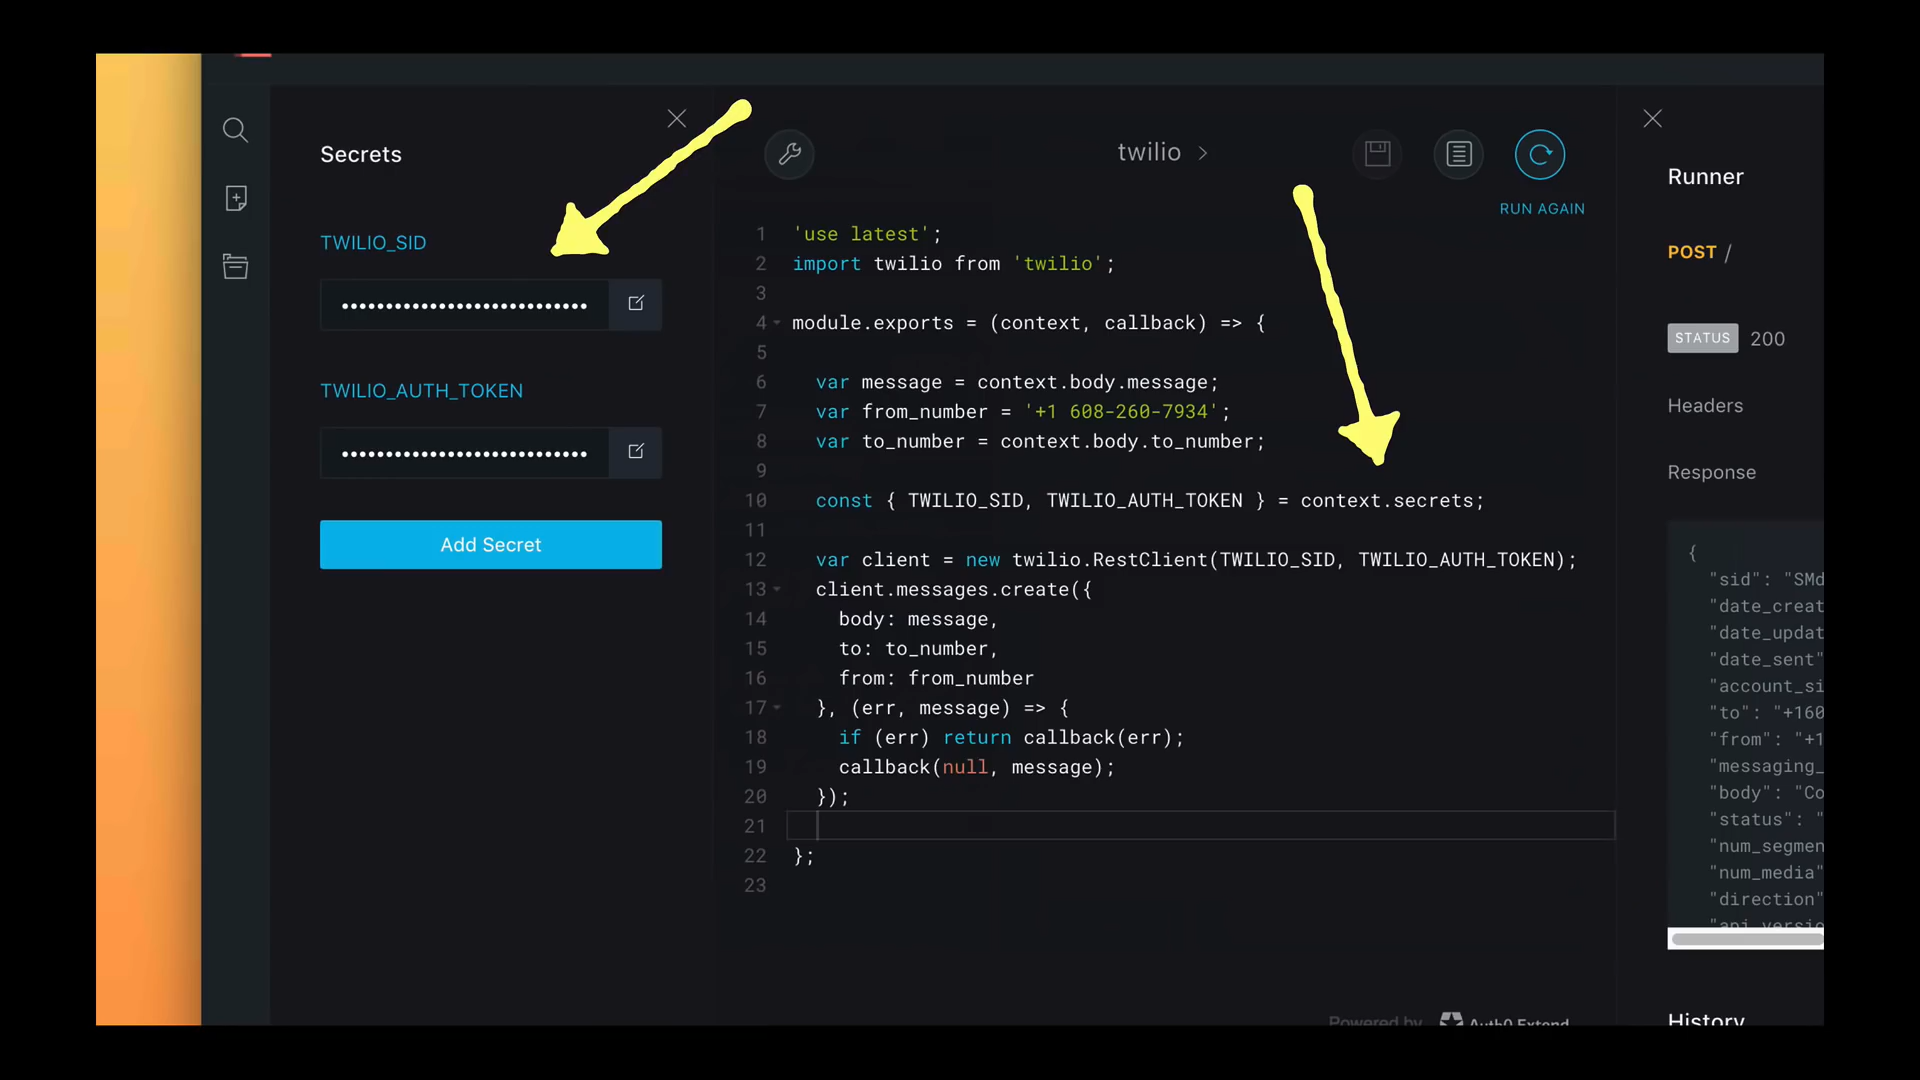 Secrets
TWILIO_SID
••••••••••••••••••••••••••••
TWILIO_AUTH_TOKEN
••••••••••••••••••••••••••••
Add Secret
twilio >
RUN AGAIN
1 'use latest';
2 import twilio from 'twilio';
3
4 module.exports = (context, callback) => {
5
6 var message = context.body.message;
7 var from_number = '+1 608-260-7934';
8 var to_number = context.body.to_number;
9
10 const { TWILIO_SID, TWILIO_AUTH_TOKEN } = context.secrets;
11
12 var client = new twilio.RestClient(TWILIO_SID, TWILIO_AUTH_TOKEN);
13 client.messages.create({
14 body: message,
15 to: to_number,
16 from: from_number
17 }, (err, message) => {
18 if (err) return callback(err);
19 callback(null, message);
20 });
21
22 };
23
Powered by Auth0 Extend
Runner
POST /
STATUS 200
Headers
Response
{
"sid": "SMd
"date_creat
"date_updat
"date_sent"
"account_si
"to": "+160
"from": "+1
"messaging_
"body": "Co
"status": "
"num_segmen
"num_media"
"direction"
"api_versio
History